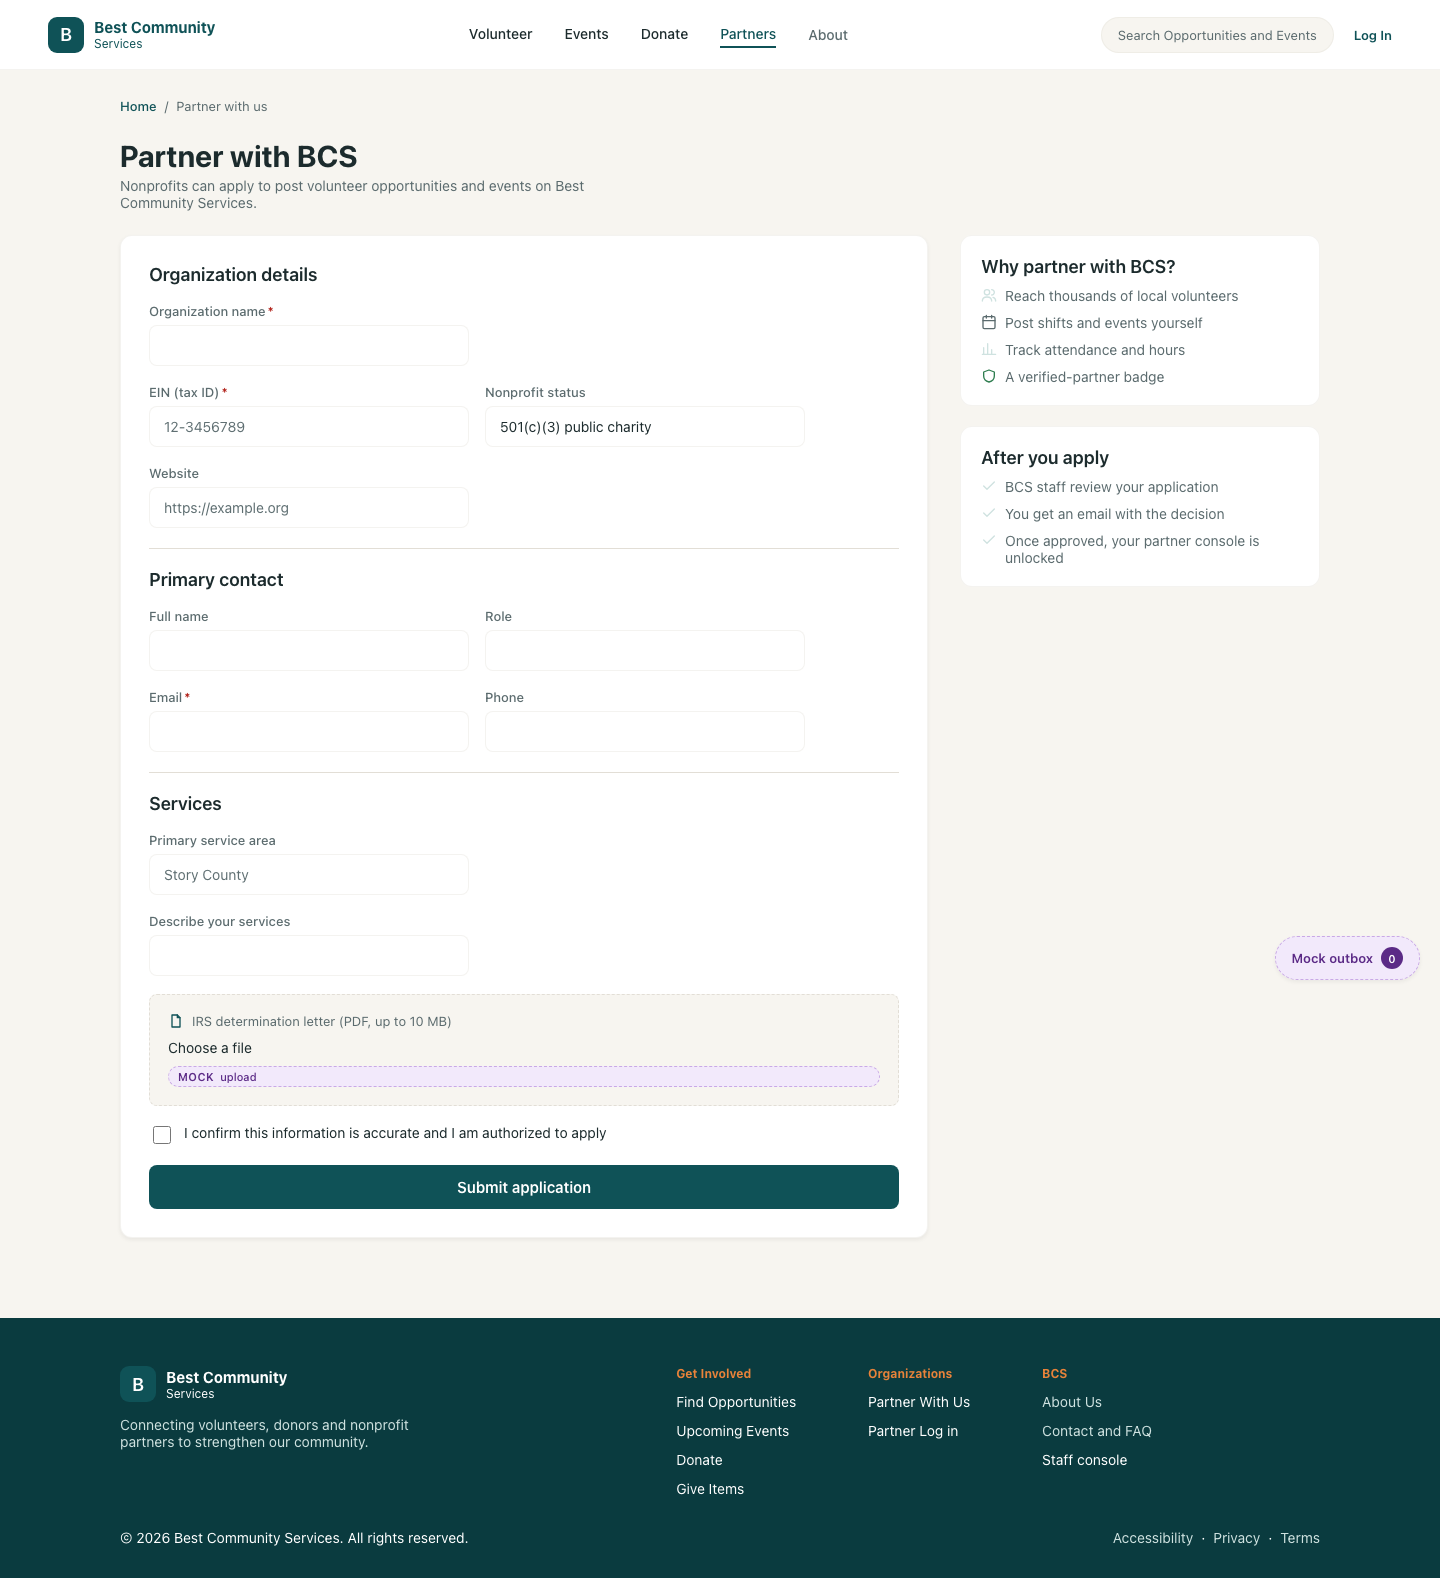 B
Best Community
Services
Volunteer
Events
Donate
Partners
About
Search Opportunities and Events
Log In
Home / Partner with us
Partner with BCS
Nonprofits can apply to post volunteer opportunities and events on Best
Community Services.
Organization details
Organization name *
EIN (tax ID) *
Nonprofit status
12-3456789
501(c)(3) public charity
Website
https://example.org
Primary contact
Full name
Role
Email *
Phone
Services
Primary service area
Story County
Describe your services
IRS determination letter (PDF, up to 10 MB)
Choose a file
MOCK upload
I confirm this information is accurate and I am authorized to apply
Submit application
Why partner with BCS?
Reach thousands of local volunteers
Post shifts and events yourself
Track attendance and hours
A verified-partner badge
After you apply
BCS staff review your application
You get an email with the decision
Once approved, your partner console is
unlocked
Mock outbox 0
B
Best Community
Services
Connecting volunteers, donors and nonprofit
partners to strengthen our community.
Get Involved
Find Opportunities
Upcoming Events
Donate
Give Items
Organizations
Partner With Us
Partner Log in
BCS
About Us
Contact and FAQ
Staff console
© 2026 Best Community Services. All rights reserved.
Accessibility · Privacy · Terms